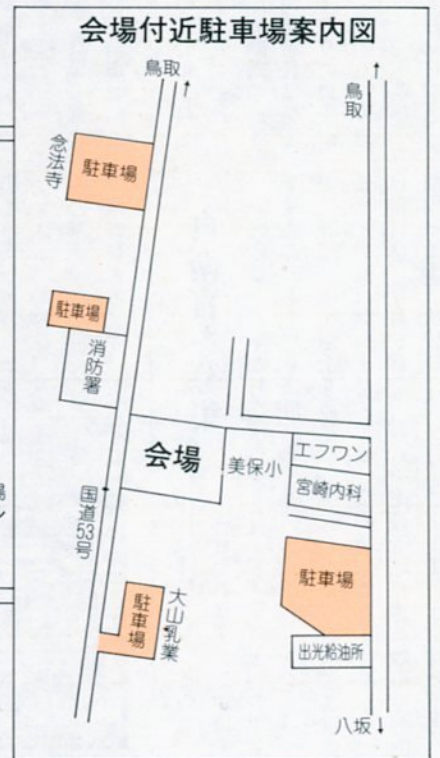 会場付近駐車場案内図
鳥取
鳥取
念法寺
駐車場
駐車場
消防署
会場
美保小
エフワン
宮崎内科
国道53号
駐車場
大山乳業
駐車場
出光給油所
八坂